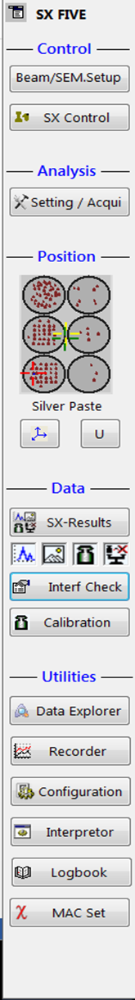 SX FIVE
Control
Beam/SEM.Setup
SX Control
Analysis
Setting / Acqui
Position
Silver Paste
U
Data
SX-Results
Interf Check
Calibration
Utilities
Data Explorer
Recorder
Configuration
Interpretor
Logbook
χ MAC Set